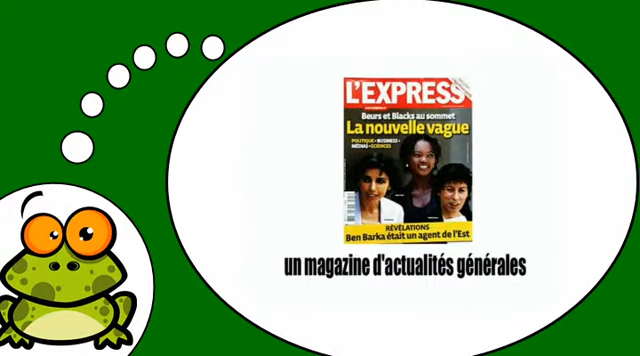 L'EXPRESS
Beurs et Blacks au sommet
La nouvelle vague
POLITIQUE • BUSINESS •
MÉDIAS • SCIENCES
RÉVÉLATIONS
Ben Barka était un agent de l'Est
un magazine d'actualités générales